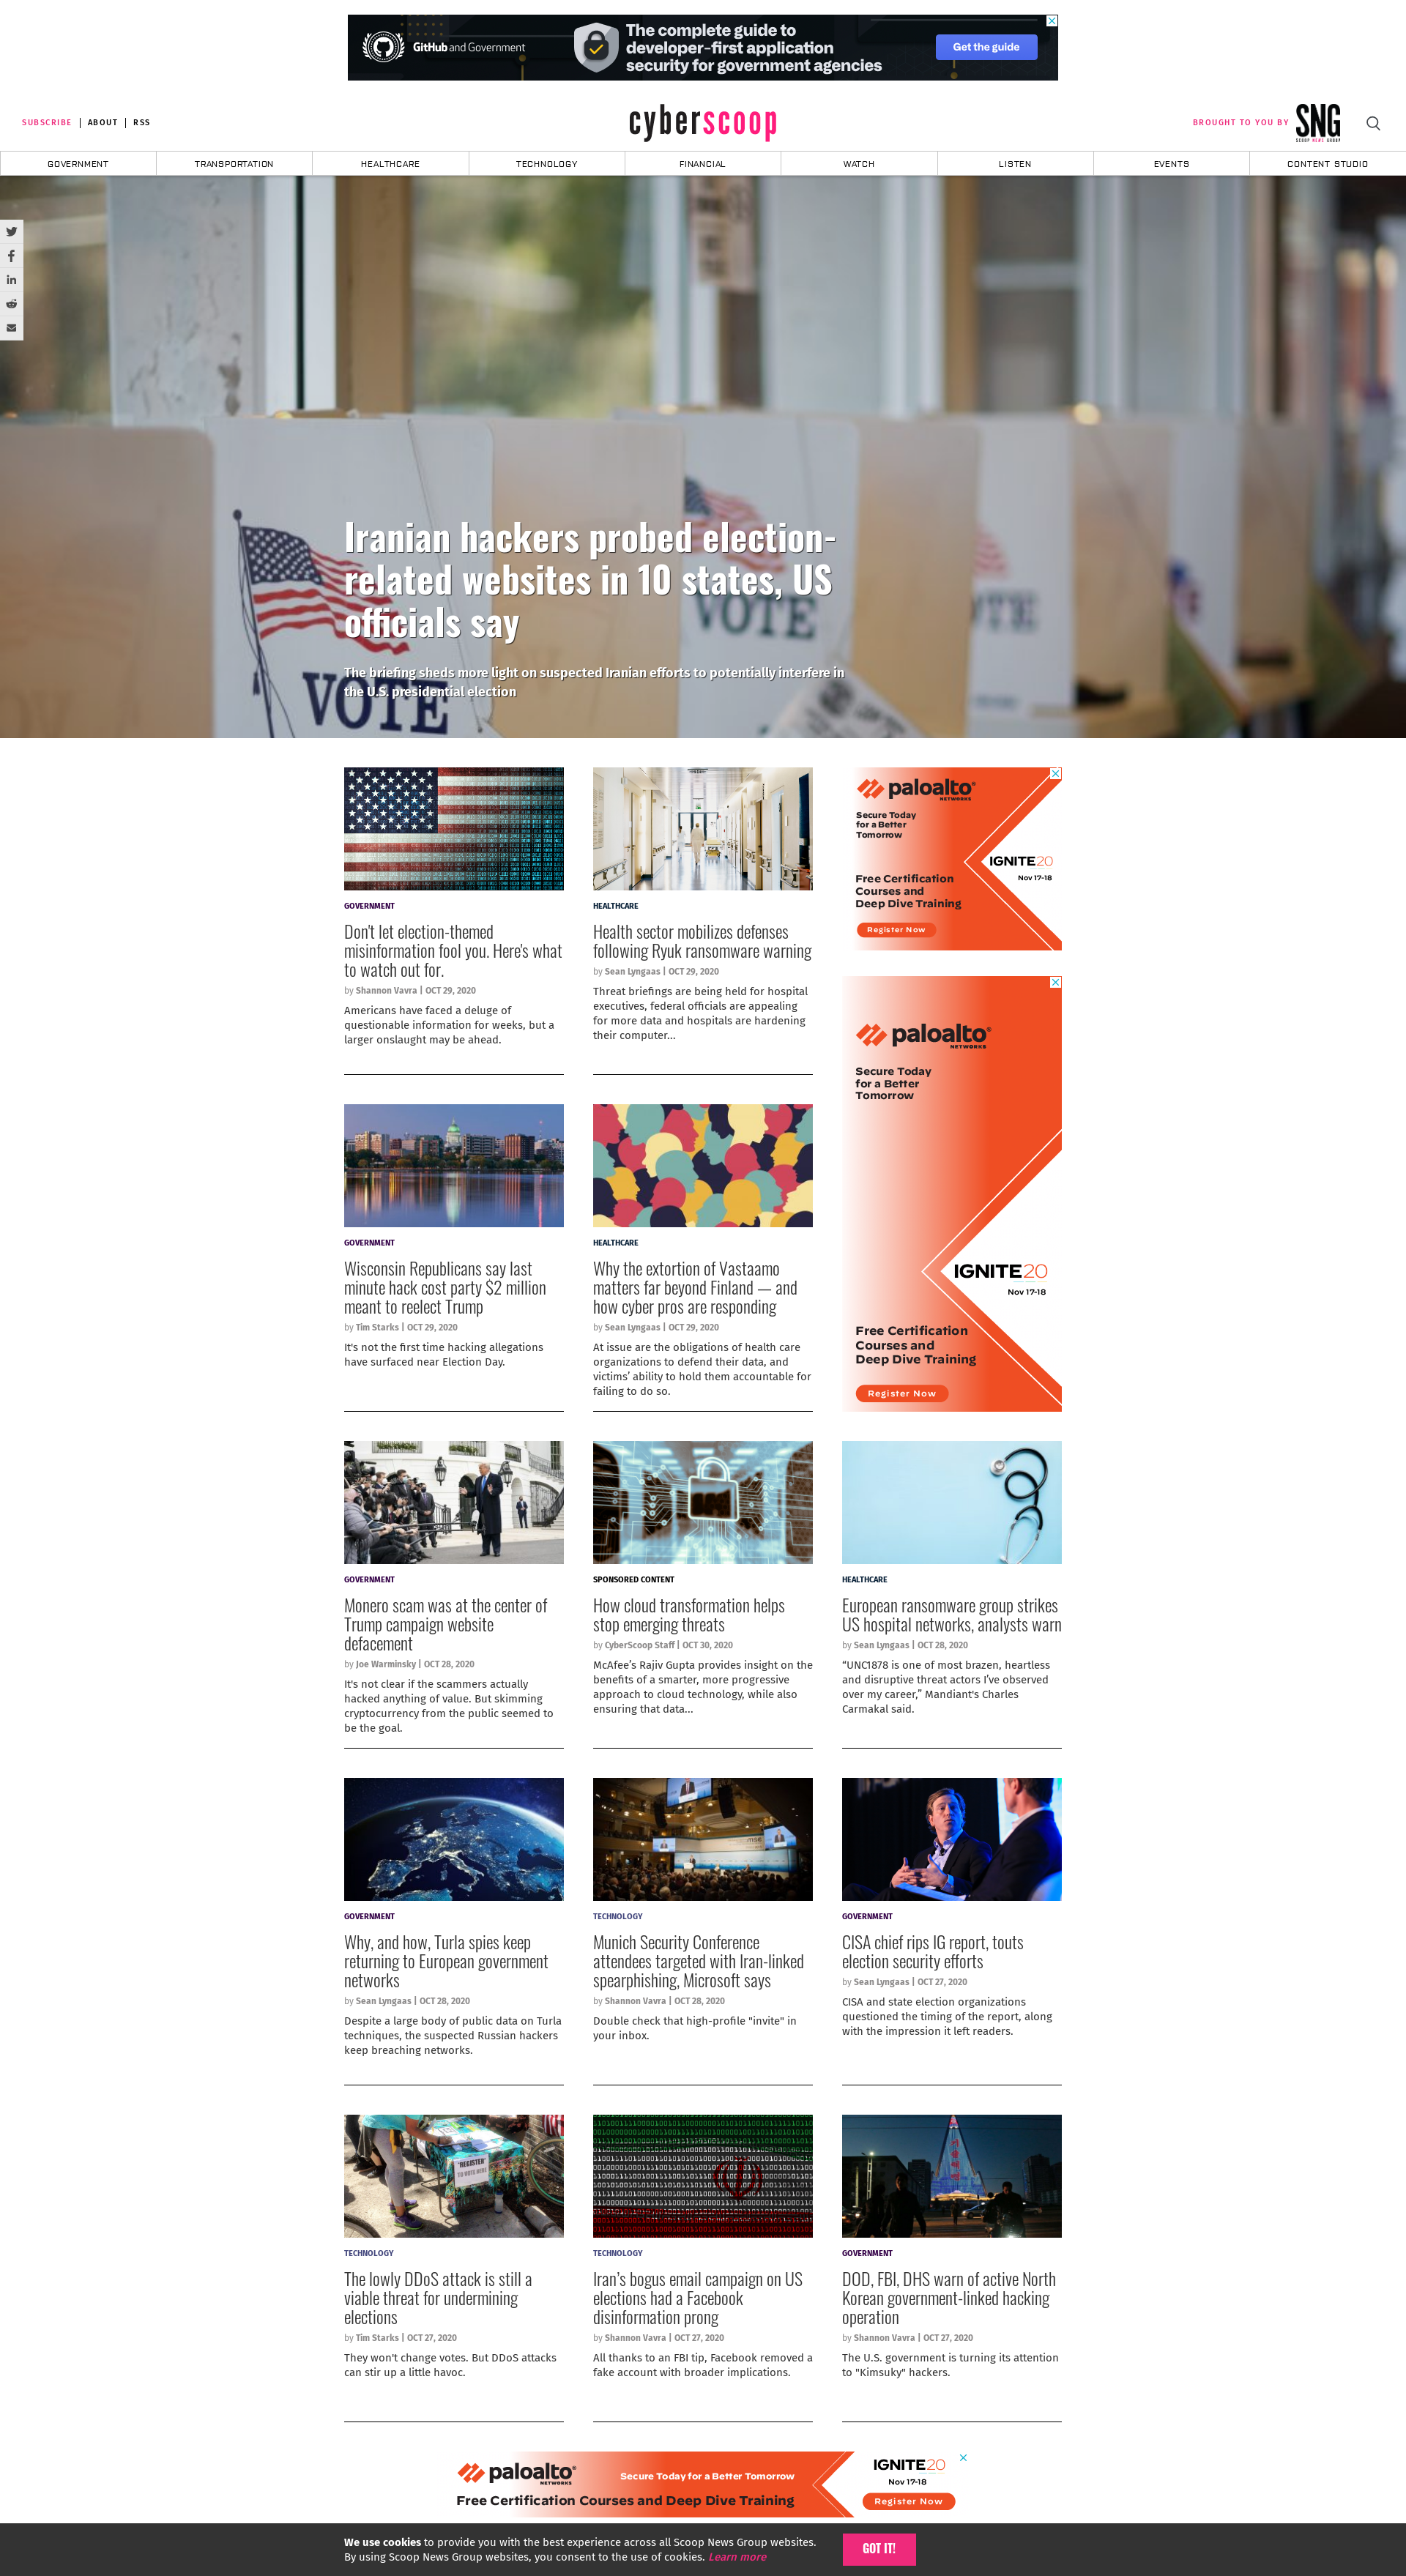 GitHub and Government
The complete guide to
developer-first application
security for government agencies
Get the guide
SUBSCRIBE | ABOUT | RSS
cyberscoop
BROUGHT TO YOU BY
SNG
SCOOP NEWS GROUP
GOVERNMENT
TRANSPORTATION
HEALTHCARE
TECHNOLOGY
FINANCIAL
WATCH
LISTEN
EVENTS
CONTENT STUDIO
VOTE
VOTE
Iranian hackers probed election-
related websites in 10 states, US
officials say
The briefing sheds more light on suspected Iranian efforts to potentially interfere in
the U.S. presidential election
GOVERNMENT
Don't let election-themed
misinformation fool you. Here's what
to watch out for.
by Shannon Vavra | OCT 29, 2020
Americans have faced a deluge of
questionable information for weeks, but a
larger onslaught may be ahead.
HEALTHCARE
Health sector mobilizes defenses
following Ryuk ransomware warning
by Sean Lyngaas | OCT 29, 2020
Threat briefings are being held for hospital
executives, federal officials are appealing
for more data and hospitals are hardening
their computer...
paloalto
NETWORKS
Secure Today
for a Better
Tomorrow
IGNITE20
Nov 17-18
Free Certification
Courses and
Deep Dive Training
Register Now
GOVERNMENT
Wisconsin Republicans say last
minute hack cost party $2 million
meant to reelect Trump
by Tim Starks | OCT 29, 2020
It's not the first time hacking allegations
have surfaced near Election Day.
HEALTHCARE
Why the extortion of Vastaamo
matters far beyond Finland — and
how cyber pros are responding
by Sean Lyngaas | OCT 29, 2020
At issue are the obligations of health care
organizations to defend their data, and
victims’ ability to hold them accountable for
failing to do so.
paloalto
NETWORKS
Secure Today
for a Better
Tomorrow
IGNITE20
Nov 17-18
Free Certification
Courses and
Deep Dive Training
Register Now
GOVERNMENT
Monero scam was at the center of
Trump campaign website
defacement
by Joe Warminsky | OCT 28, 2020
It's not clear if the scammers actually
hacked anything of value. But skimming
cryptocurrency from the public seemed to
be the goal.
SPONSORED CONTENT
How cloud transformation helps
stop emerging threats
by CyberScoop Staff | OCT 30, 2020
McAfee’s Rajiv Gupta provides insight on the
benefits of a smarter, more progressive
approach to cloud technology, while also
ensuring that data...
HEALTHCARE
European ransomware group strikes
US hospital networks, analysts warn
by Sean Lyngaas | OCT 28, 2020
“UNC1878 is one of most brazen, heartless
and disruptive threat actors I’ve observed
over my career,” Mandiant's Charles
Carmakal said.
GOVERNMENT
Why, and how, Turla spies keep
returning to European government
networks
by Sean Lyngaas | OCT 28, 2020
Despite a large body of public data on Turla
techniques, the suspected Russian hackers
keep breaching networks.
TECHNOLOGY
Munich Security Conference
attendees targeted with Iran-linked
spearphishing, Microsoft says
by Shannon Vavra | OCT 28, 2020
Double check that high-profile "invite" in
your inbox.
GOVERNMENT
CISA chief rips IG report, touts
election security efforts
by Sean Lyngaas | OCT 27, 2020
CISA and state election organizations
questioned the timing of the report, along
with the impression it left readers.
REGISTER
TO VOTE HERE
TECHNOLOGY
The lowly DDoS attack is still a
viable threat for undermining
elections
by Tim Starks | OCT 27, 2020
They won't change votes. But DDoS attacks
can stir up a little havoc.
TECHNOLOGY
Iran’s bogus email campaign on US
elections had a Facebook
disinformation prong
by Shannon Vavra | OCT 27, 2020
All thanks to an FBI tip, Facebook removed a
fake account with broader implications.
GOVERNMENT
DOD, FBI, DHS warn of active North
Korean government-linked hacking
operation
by Shannon Vavra | OCT 27, 2020
The U.S. government is turning its attention
to "Kimsuky" hackers.
paloalto
NETWORKS
Secure Today for a Better Tomorrow
Free Certification Courses and Deep Dive Training
IGNITE20
Nov 17-18
Register Now
We use cookies to provide you with the best experience across all Scoop News Group websites.
By using Scoop News Group websites, you consent to the use of cookies. Learn more
GOT IT!